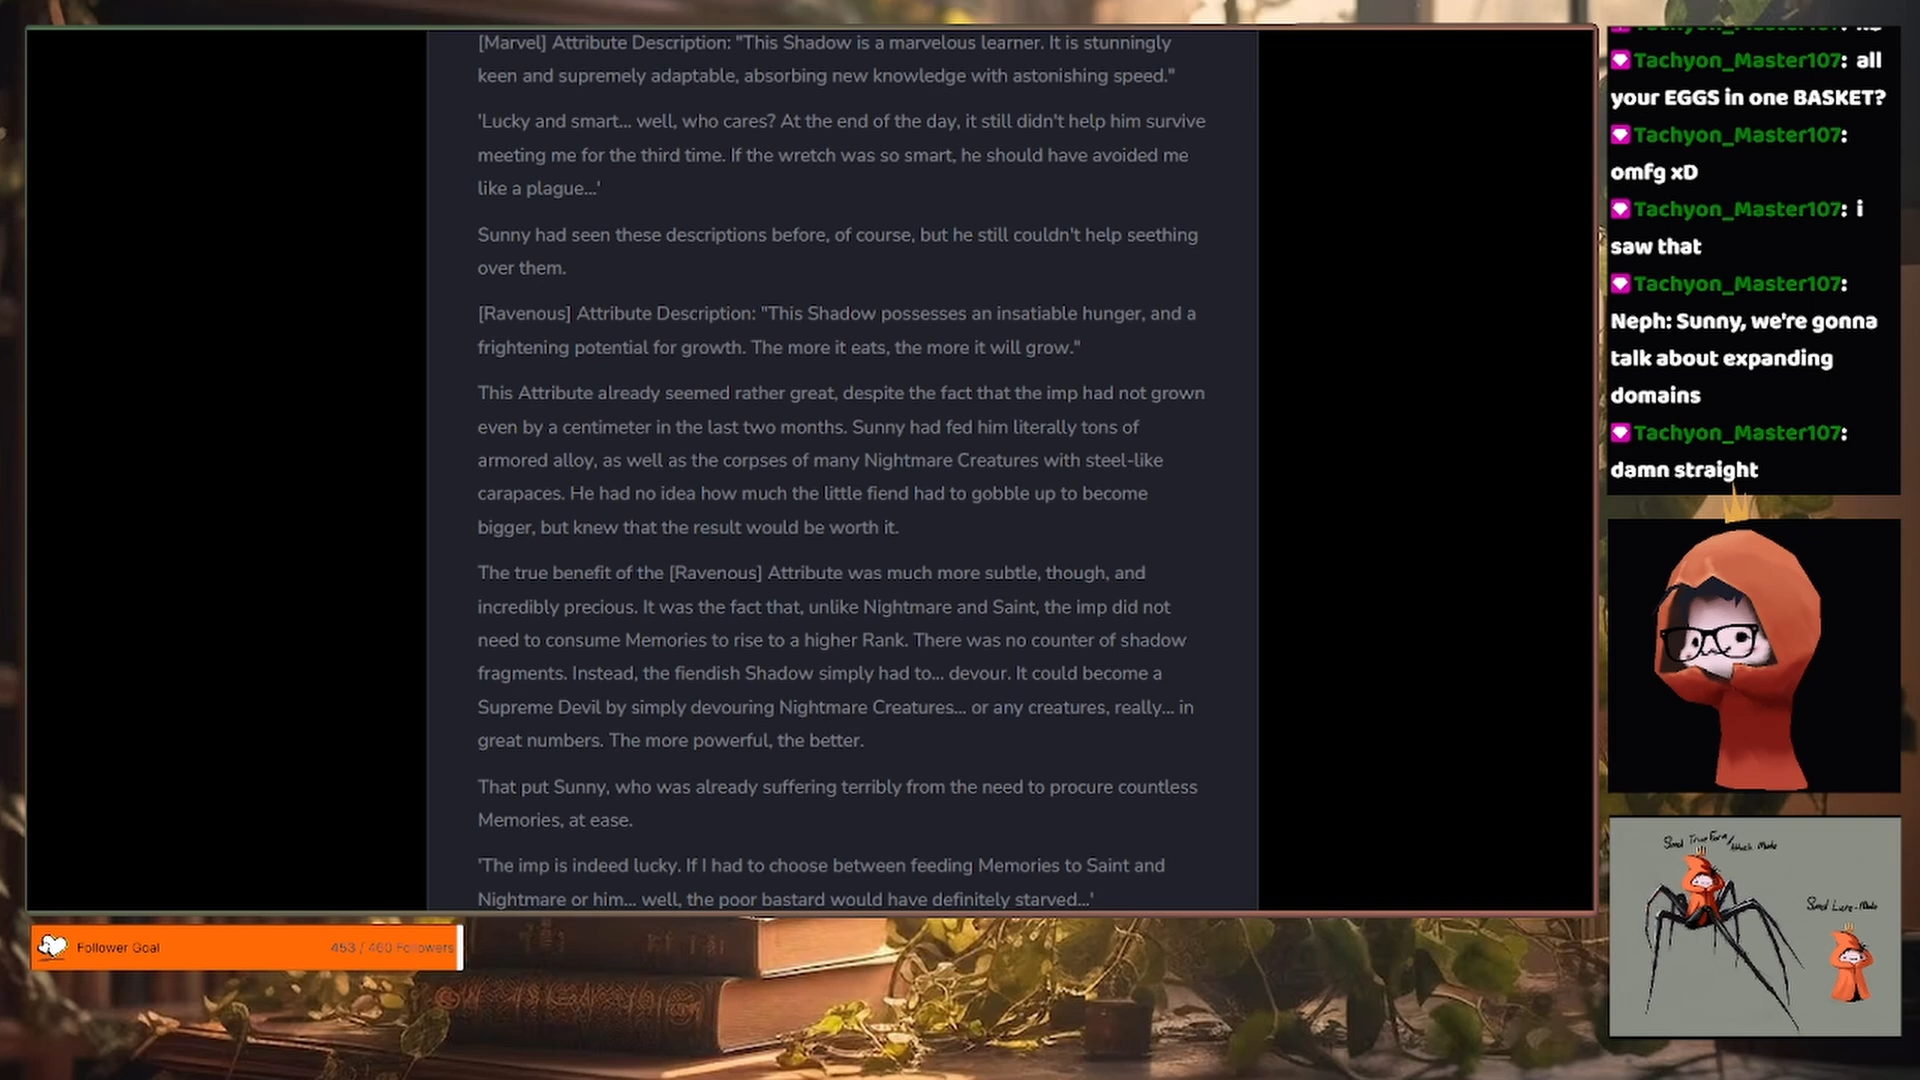 [Marvel] Attribute Description: "This Shadow is a marvelous learner. It is stunningly
keen and supremely adaptable, absorbing new knowledge with astonishing speed."
'Lucky and smart... well, who cares? At the end of the day, it still didn't help him survive
meeting me for the third time. If the wretch was so smart, he should have avoided me
like a plague...'
Sunny had seen these descriptions before, of course, but he still couldn't help seething
over them.
[Ravenous] Attribute Description: "This Shadow possesses an insatiable hunger, and a
frightening potential for growth. The more it eats, the more it will grow."
This Attribute already seemed rather great, despite the fact that the imp had not grown
even by a centimeter in the last two months. Sunny had fed him literally tons of
armored alloy, as well as the corpses of many Nightmare Creatures with steel-like
carapaces. He had no idea how much the little fiend had to gobble up to become
bigger, but knew that the result would be worth it.
The true benefit of the [Ravenous] Attribute was much more subtle, though, and
incredibly precious. It was the fact that, unlike Nightmare and Saint, the imp did not
need to consume Memories to rise to a higher Rank. There was no counter of shadow
fragments. Instead, the fiendish Shadow simply had to... devour. It could become a
Supreme Devil by simply devouring Nightmare Creatures... or any creatures, really... in
great numbers. The more powerful, the better.
That put Sunny, who was already suffering terribly from the need to procure countless
Memories, at ease.
'The imp is indeed lucky. If I had to choose between feeding Memories to Saint and
Nightmare or him... well, the poor bastard would have definitely starved...'
Follower Goal 453 / 460 Followers
Tachyon_Master107: all
your EGGS in one BASKET?
Tachyon_Master107:
omfg xD
Tachyon_Master107: i
saw that
Tachyon_Master107:
Neph: Sunny, we're gonna
talk about expanding
domains
Tachyon_Master107:
damn straight